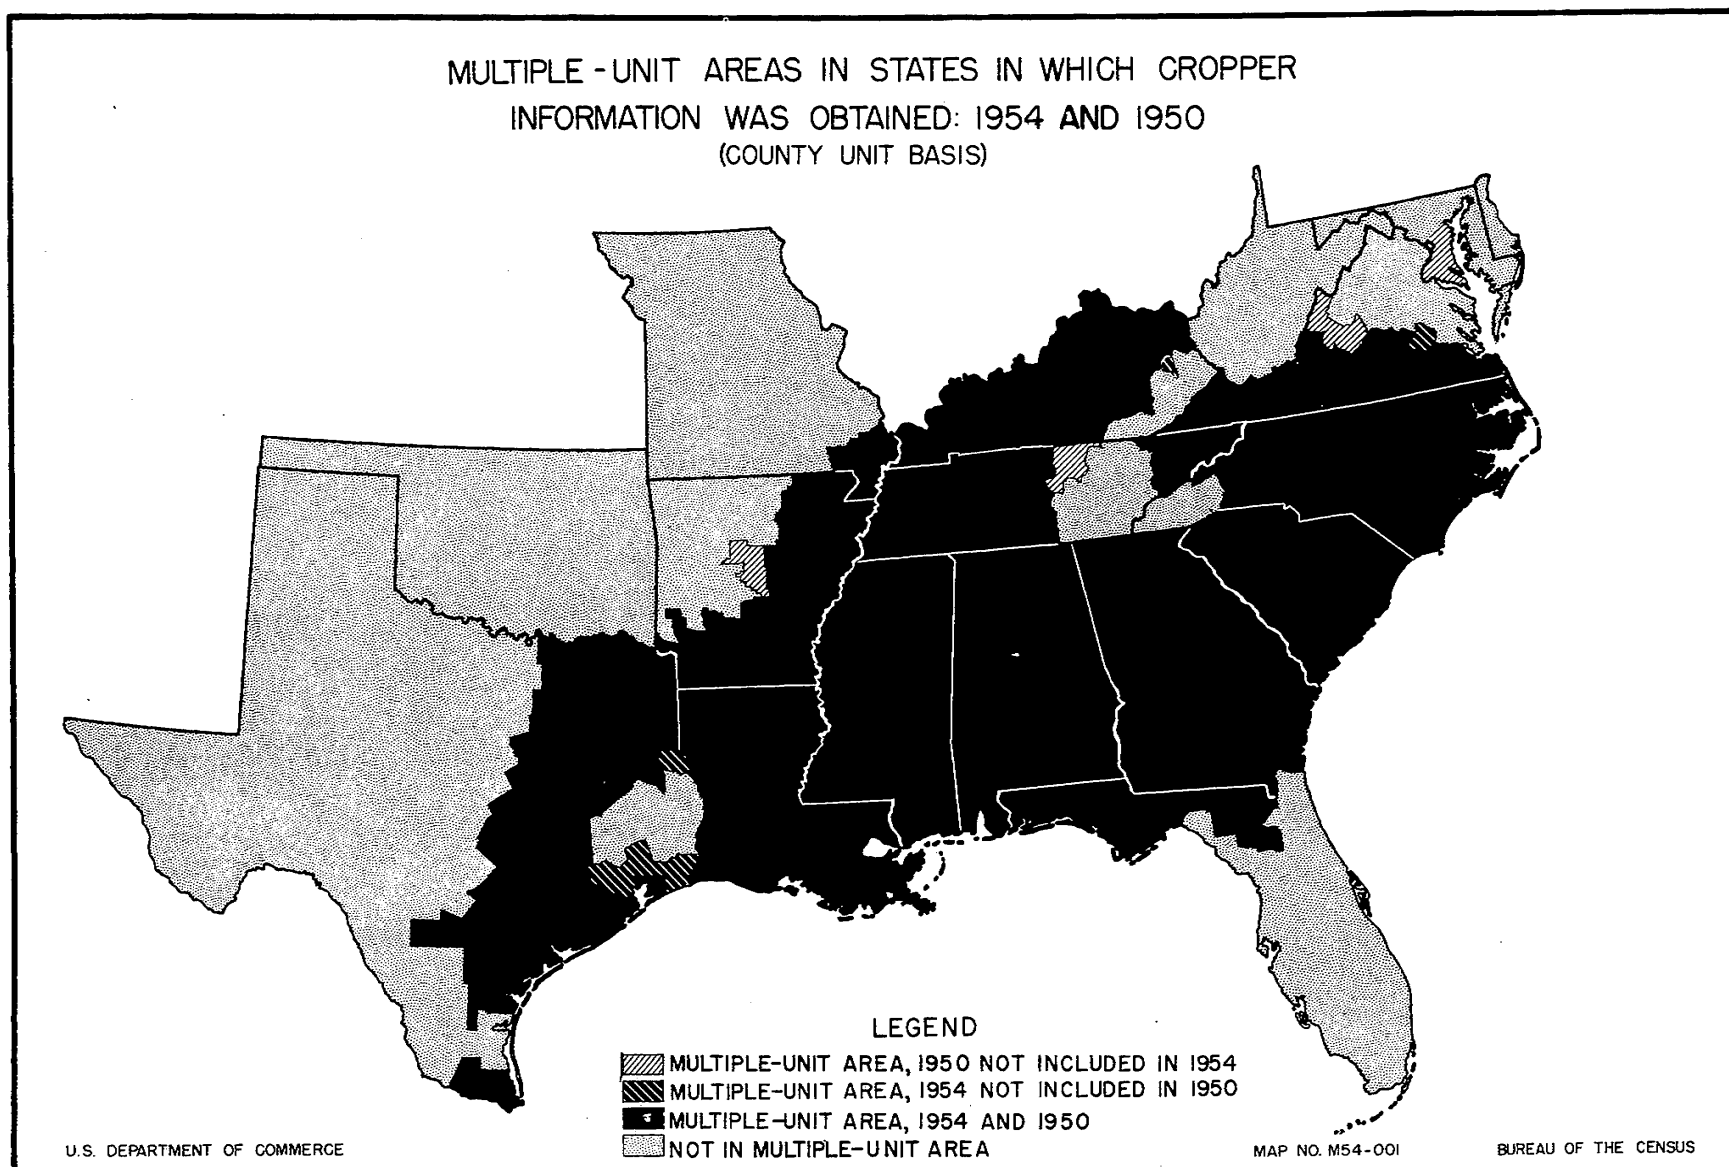 MULTIPLE-UNIT AREAS IN STATES IN WHICH CROPPER
INFORMATION WAS OBTAINED: 1954 AND 1950
(COUNTY UNIT BASIS)
LEGEND
MULTIPLE-UNIT AREA, 1950 NOT INCLUDED IN 1954
MULTIPLE-UNIT AREA, 1954 NOT INCLUDED IN 1950
MULTIPLE-UNIT AREA, 1954 AND 1950
NOT IN MULTIPLE-UNIT AREA
U.S. DEPARTMENT OF COMMERCE
MAP NO. M54-001
BUREAU OF THE CENSUS